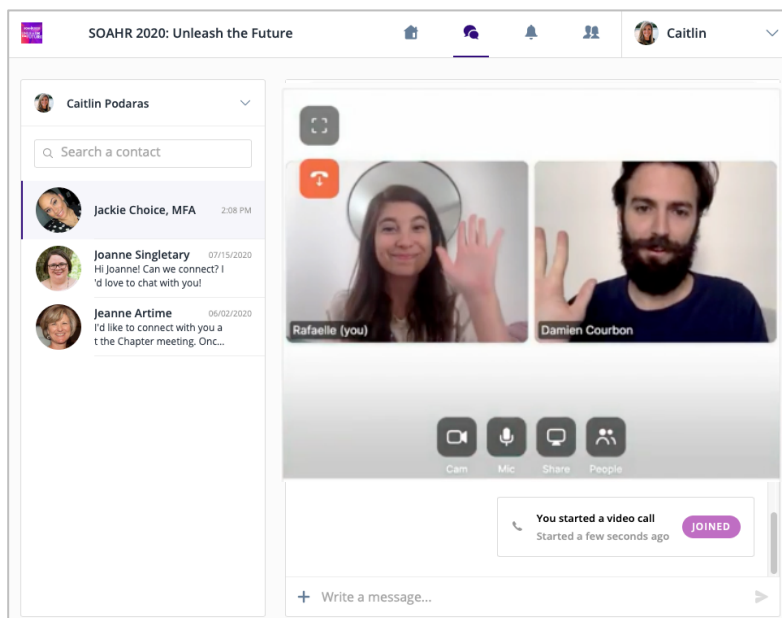 SOAHR 2020: Unleash the Future
Caitlin
Caitlin Podaras
Search a contact
Jackie Choice, MFA 2:08 PM
Joanne Singletary 07/15/2020
Hi Joanne! Can we connect? I
'd love to chat with you!
Jeanne Artime 06/02/2020
I'd like to connect with you a
t the Chapter meeting. Onc...
Rafaelle (you)
Damien Courbon
Cam Mic Share People
You started a video call
Started a few seconds ago
JOINED
Write a message...